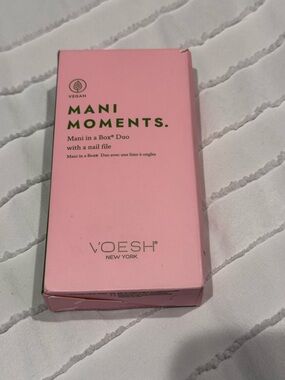 VEGAN
MANI
MOMENTS.
Mani in a Box® Duo
with a nail file
Mani in a Box® Duo avec une lime à ongles
VOESH®
NEW YORK